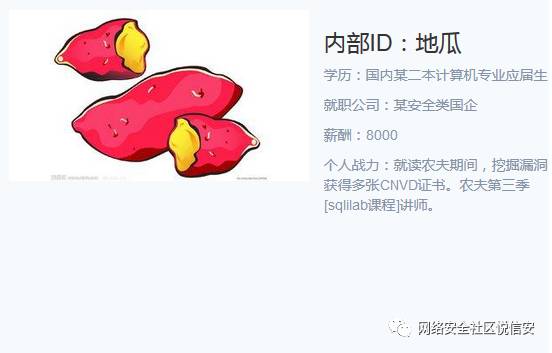 内部ID：地瓜
学历：国内某二本计算机专业应届生
就职公司：某安全类国企
薪酬：8000
个人战力：就读农夫期间，挖掘漏洞
获得多张CNVD证书。农夫第三季
[sqlilab课程]讲师。
网络安全社区悦信安